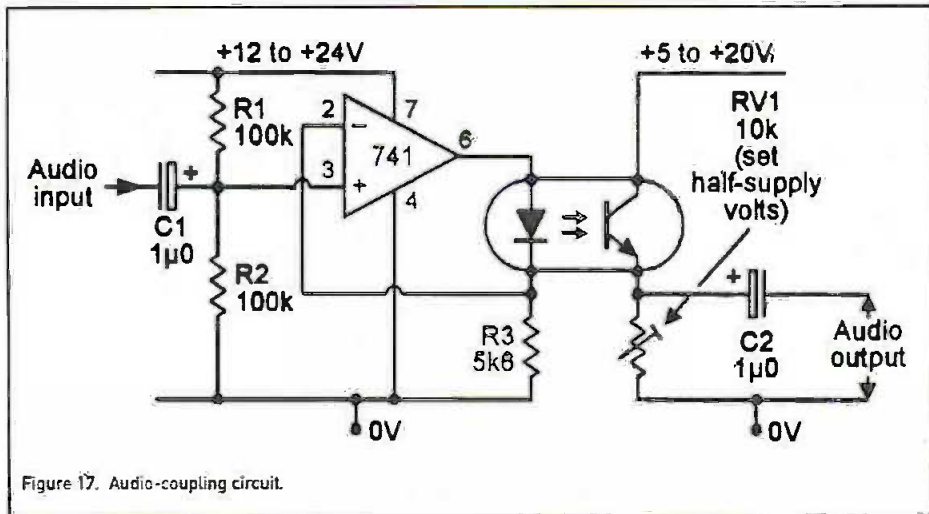 +12 to +24V
+5 to +20V
R1
100k
2
7
6
741
3
4
Audio
input
C1
1µ0
R2
100k
R3
5k6
RV1
10k
(set
half-supply
volts)
C2
1µ0
Audio
output
0V
0V
Figure 17. Audio-coupling circuit.